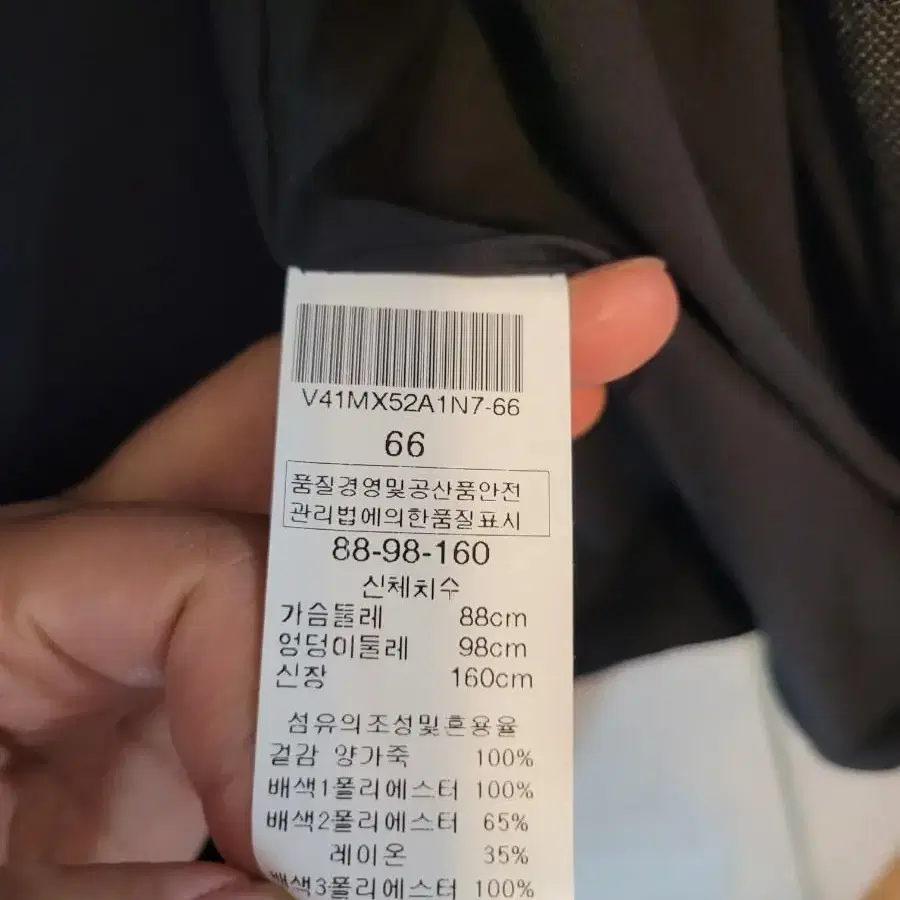 V41MX52A1N7-66
66
품질경영및공산품안전
관리법에의한품질표시
88-98-160
신체치수
가슴둘레 88cm
엉덩이둘레 98cm
신장 160cm
섬유의조성및혼용율
겉감 양가죽 100%
배색1폴리에스터 100%
배색2폴리에스터 65%
레이온 35%
배색3폴리에스터 100%